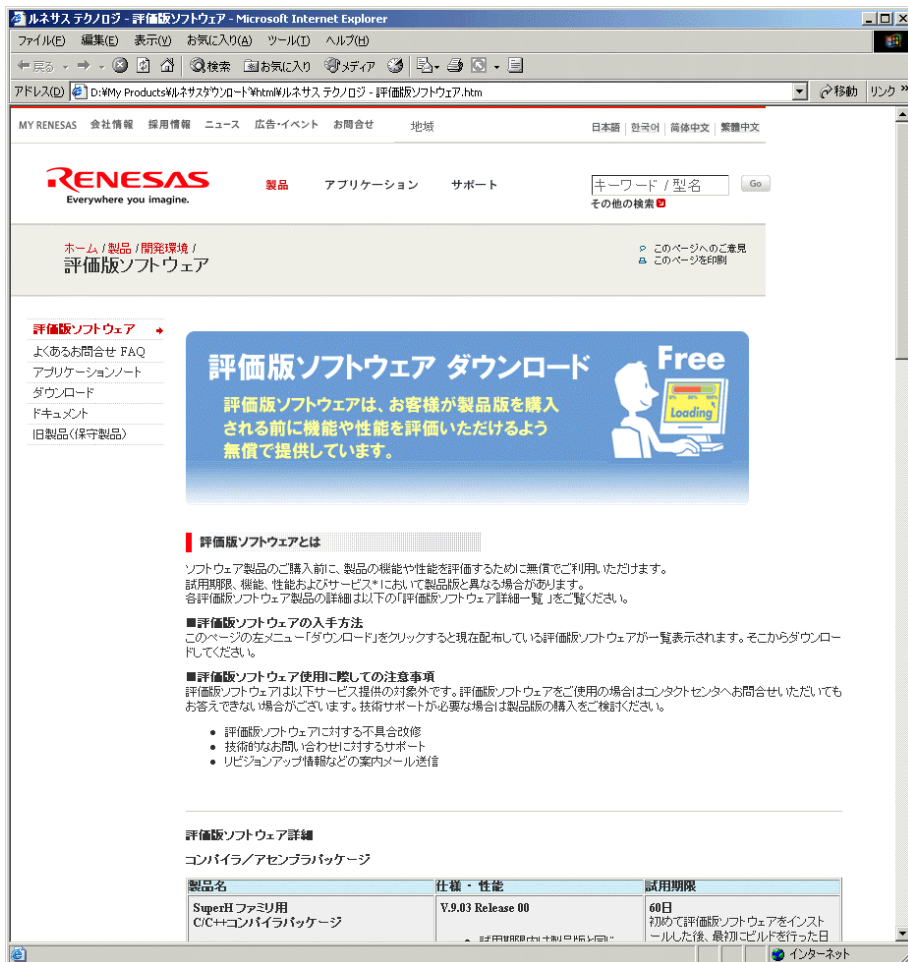 ルネサス テクノロジ - 評価版ソフトウェア - Microsoft Internet Explorer
ファイル(F) 編集(E) 表示(V) お気に入り(A) ツール(T) ヘルプ(H)
戻る 検索 お気に入り メディア
アドレス(D) D:¥My Products¥ルネサスダウンロード¥html¥ルネサス テクノロジ - 評価版ソフトウェア.htm 移動 リンク »
MY RENESAS 会社情報 採用情報 ニュース 広告・イベント お問合せ 地域 日本語 | 한국어 | 简体中文 | 繁體中文
RENESAS 製品 アプリケーション サポート キーワード / 型名 Go
Everywhere you imagine. その他の検索
ホーム / 製品 / 開発環境 /
評価版ソフトウェア
このページへのご意見
このページを印刷
評価版ソフトウェア
よくあるお問合せ FAQ
アプリケーションノート
ダウンロード
ドキュメント
旧製品(保守製品)
評価版ソフトウェア ダウンロード
評価版ソフトウェアは、お客様が製品版を購入
される前に機能や性能を評価いただけるよう
無償で提供しています。
Free
Loading
評価版ソフトウェアとは
ソフトウェア製品のご購入前に、製品の機能や性能を評価するために無償でご利用いただけます。
試用期限、機能、性能およびサービス*において製品版と異なる場合があります。
各評価版ソフトウェア製品の詳細は以下の「評価版ソフトウェア詳細一覧 」をご覧ください。
■評価版ソフトウェアの入手方法
このページの左メニュー「ダウンロード」をクリックすると現在配布している評価版ソフトウェアが一覧表示されます。そこからダウンロー
ドしてください。
■評価版ソフトウェア使用に際しての注意事項
評価版ソフトウェアは以下サービス提供の対象外です。評価版ソフトウェアをご使用の場合はコンタクトセンタへお問合せいただいても
お答えできない場合がございます。技術サポートが必要な場合は製品版の購入をご検討ください。
● 評価版ソフトウェアに対する不具合改修
● 技術的なお問い合わせに対するサポート
● リビジョンアップ情報などの案内メール送信
評価版ソフトウェア詳細
コンパイラ／アセンブラパッケージ
製品名 仕様・性能 試用期限
SuperH ファミリ用 V.9.03 Release 00 60日
C/C++コンパイラパッケージ
初めて評価版ソフトウェアをインスト
ールした後、最初にビルドを行った日
インターネット